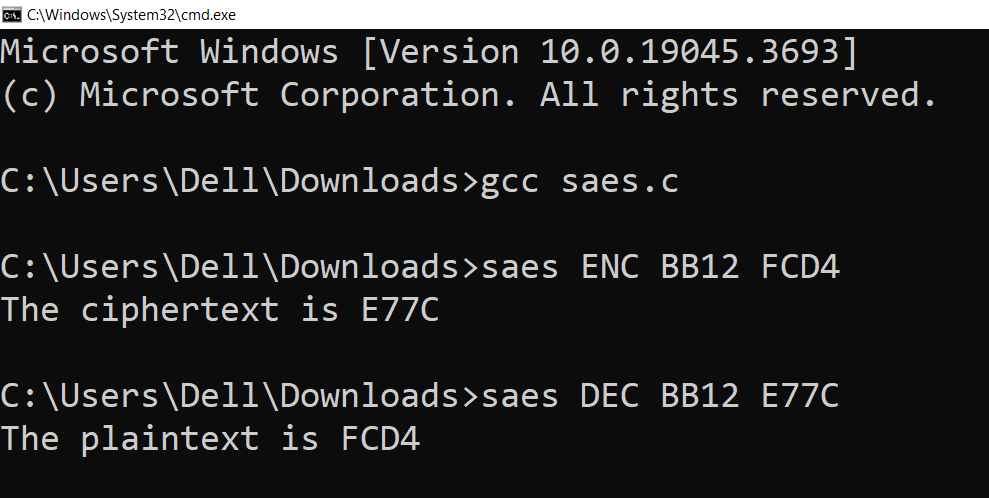 C:\Windows\System32\cmd.exe
Microsoft Windows [Version 10.0.19045.3693]
(c) Microsoft Corporation. All rights reserved.
C:\Users\Dell\Downloads>gcc saes.c
C:\Users\Dell\Downloads>saes ENC BB12 FCD4
The ciphertext is E77C
C:\Users\Dell\Downloads>saes DEC BB12 E77C
The plaintext is FCD4